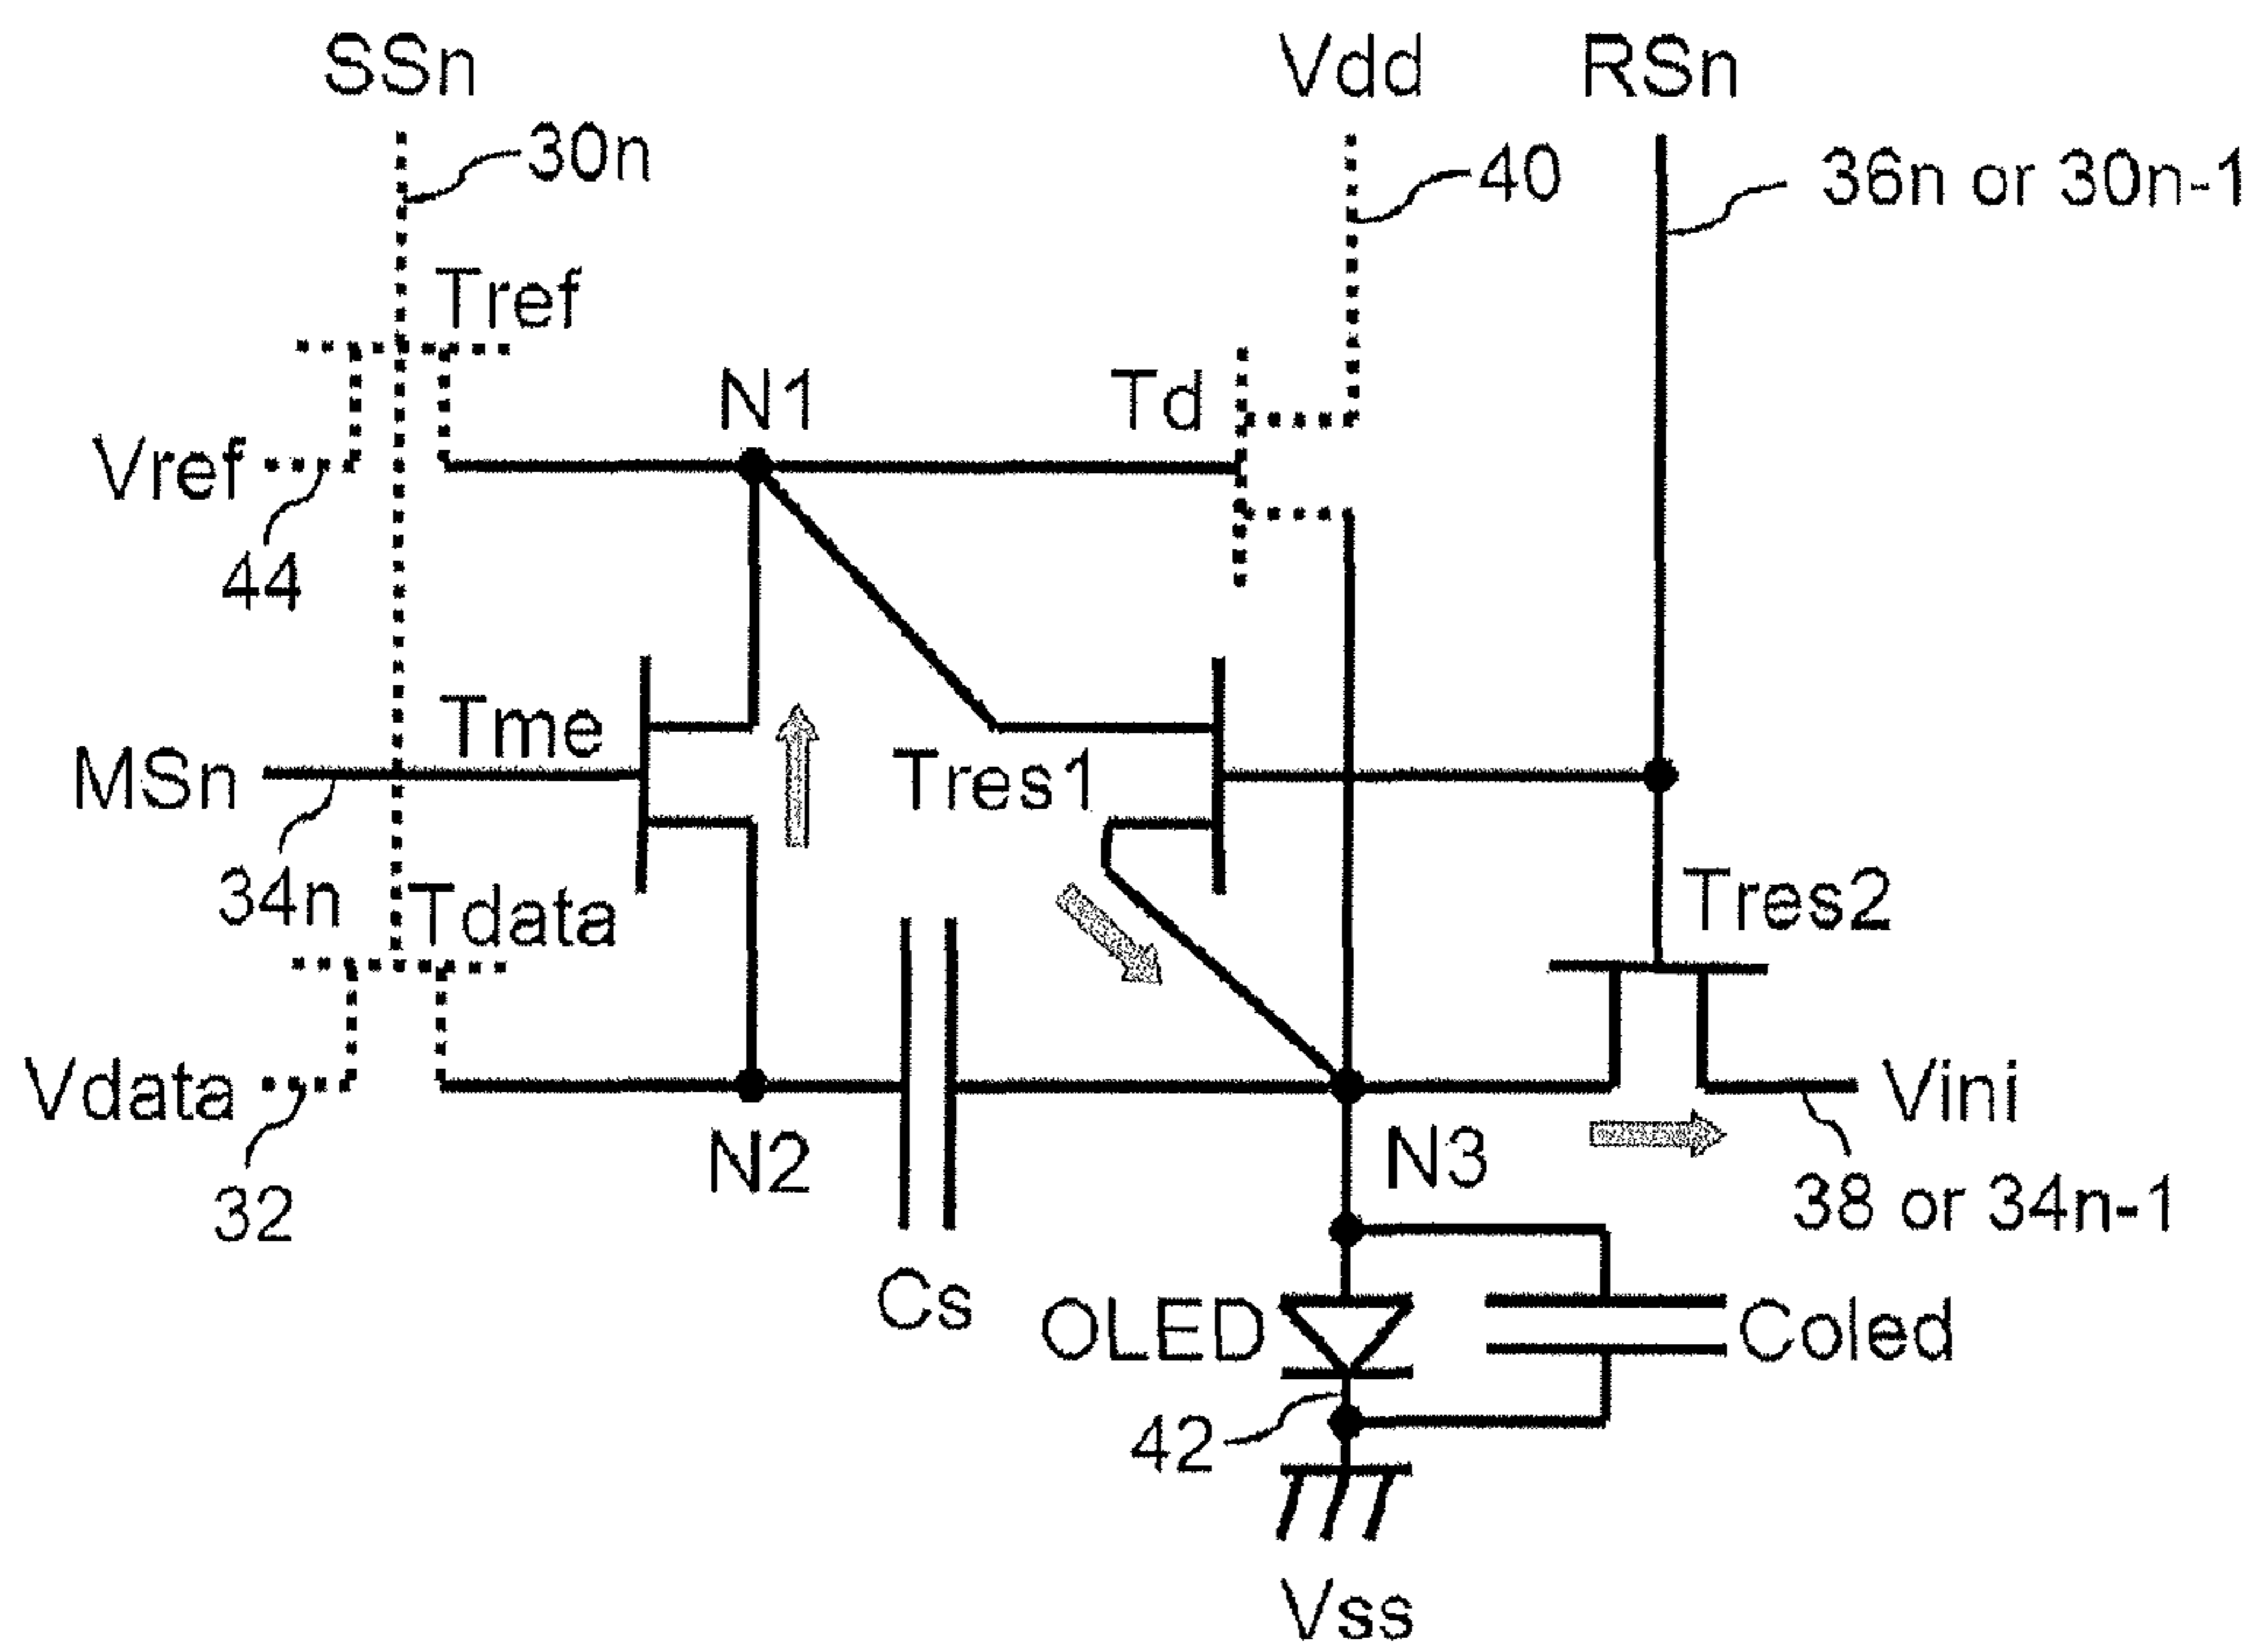 SSn
Vdd
RSn
30n
40
36n or 30n-1
Tref
N1
Td
Vref
44
Tme
MSn
Tres1
34n
Tdata
Tres2
Vdata
Vini
N2
N3
32
38 or 34n-1
Cs
OLED
Coled
42
Vss